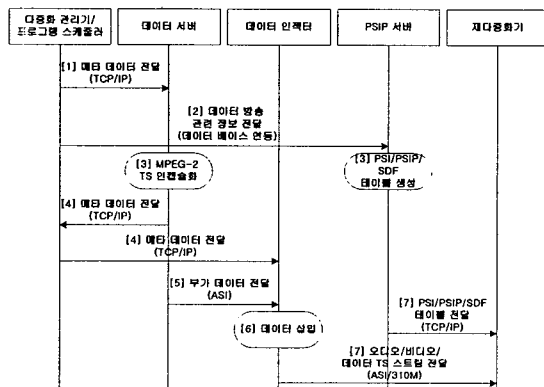 다중화 관리기/
프로그램 스케쥴러
데이터 서버
데이터 인젝터
PSIP 서버
재다중화기
[1] 메타 데이터 전달
(TCP/IP)
[2] 데이터 방송
관련 정보 전달
(데이터 베이스 연동)
[3] MPEG-2
TS 인캡슐화
[3] PSI/PSIP/
SDF
테이블 생성
[4] 메타 데이터 전달
(TCP/IP)
[4] 메타 데이터 전달
(TCP/IP)
[5] 부가 데이터 전달
(ASI)
[6] 데이터 삽입
[7] PSI/PSIP/SDF
테이블 전달
(TCP/IP)
[7] 오디오/비디오/
데이터 TS 스트림 전달
(ASI/310M)